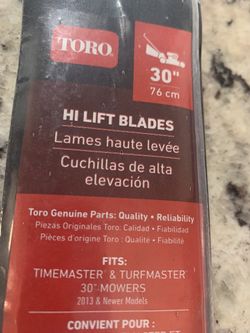 TORO
30"
76 cm
HI LIFT BLADES
Lames haute levée
Cuchillas de alta
elevación
Toro Genuine Parts: Quality • Reliability
Piezas Originales Toro: Calidad • Fiabilidad
Pièces d'origine Toro : Qualité • Fiabilité
FITS:
TIMEMASTER & TURFMASTER
30" MOWERS
2013 & Newer Models
CONVIENT POUR :